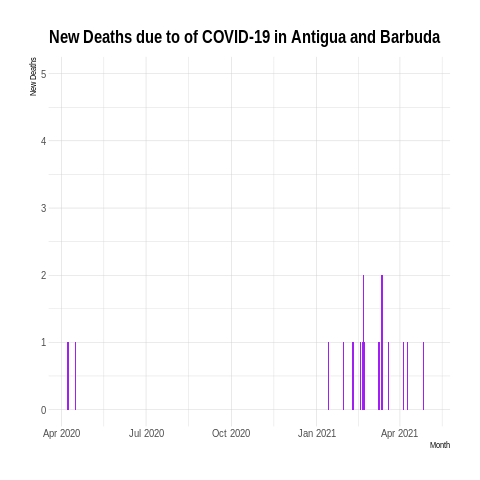 New Deaths due to of COVID-19 in Antigua and Barbuda
New Deaths
5
4
3
2
1
0
Apr 2020 Jul 2020 Oct 2020 Jan 2021 Apr 2021
Month